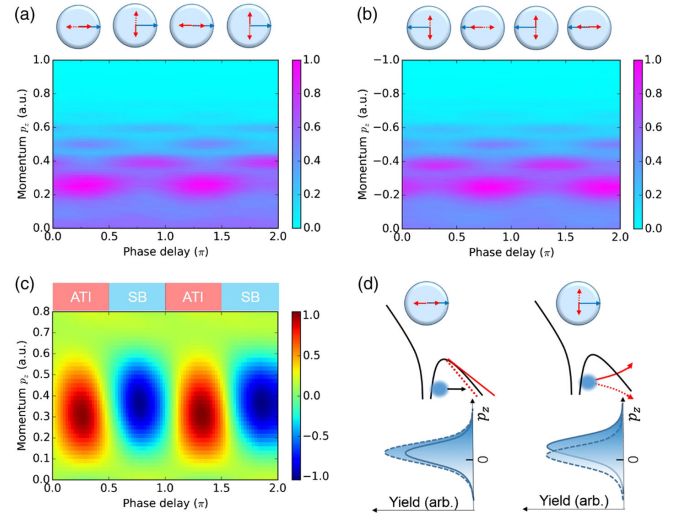 (a)
Momentum p_z (a.u.)
1.0
0.8
0.6
0.4
0.2
0.0
0.0 0.5 1.0 1.5 2.0
Phase delay (π)
1.0
0.8
0.6
0.4
0.2
0.0
(b)
Momentum p_z (a.u.)
−1.0
−0.8
−0.6
−0.4
−0.2
0.0
0.0 0.5 1.0 1.5 2.0
Phase delay (π)
1.0
0.8
0.6
0.4
0.2
0.0
(c)
ATI SB ATI SB
Momentum p_z (a.u.)
0.8
0.7
0.6
0.5
0.4
0.3
0.2
0.1
0.0
0.0 0.5 1.0 1.5 2.0
Phase delay (π)
1.0
0.5
0.0
−0.5
−1.0
(d)
p_z
0
Yield (arb.)
p_z
0
Yield (arb.)